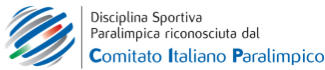 Disciplina Sportiva
Paralimpica riconosciuta dal
Comitato Italiano Paralimpico